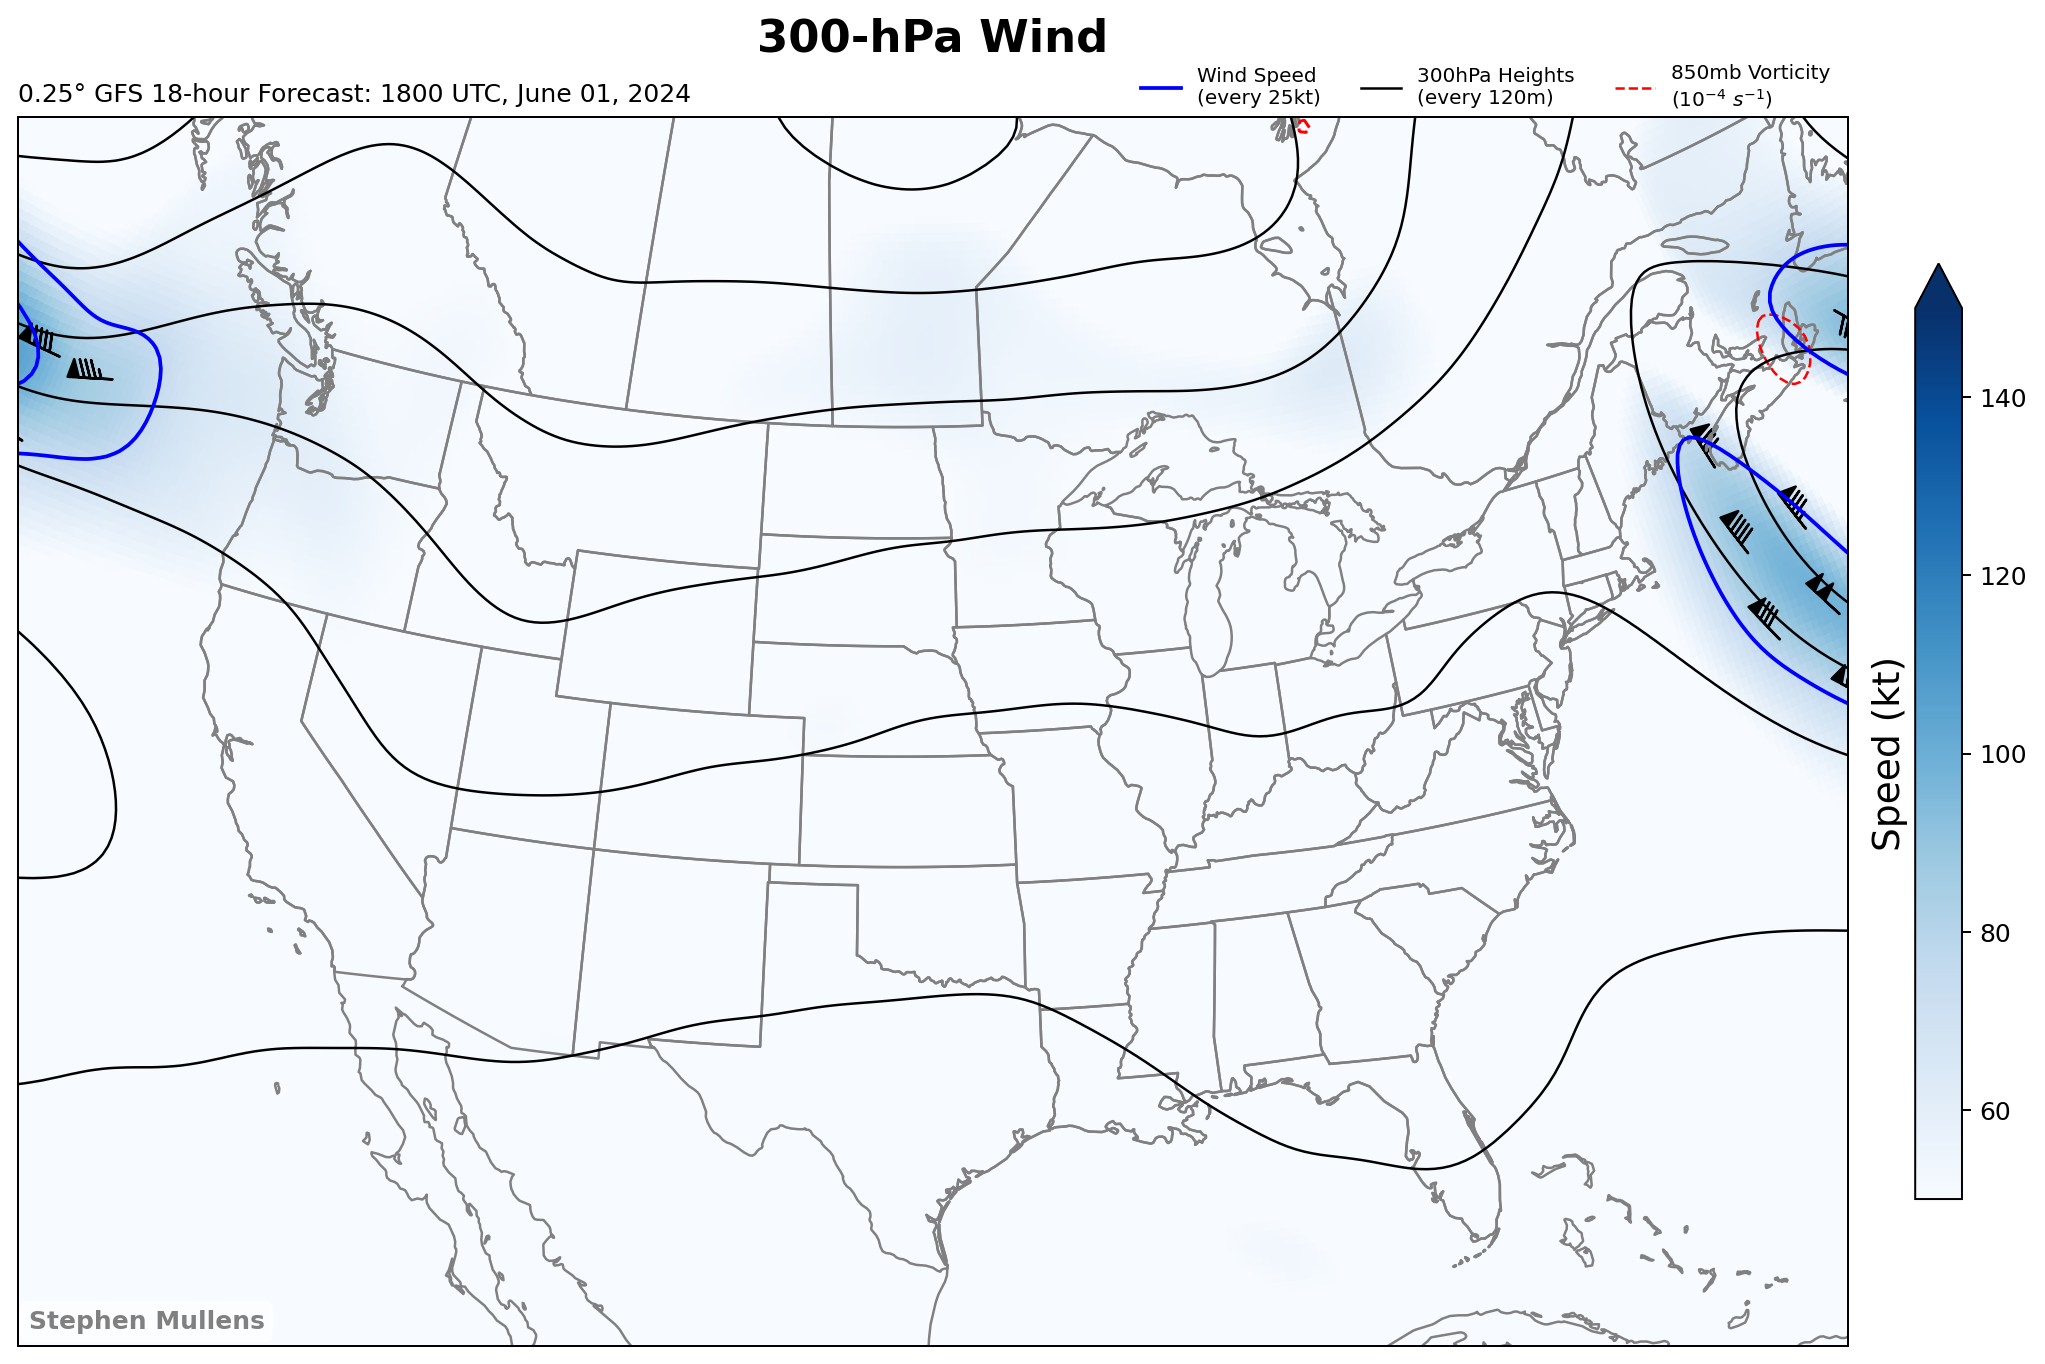 300-hPa Wind
0.25° GFS 18-hour Forecast: 1800 UTC, June 01, 2024
Wind Speed
(every 25kt)
300hPa Heights
(every 120m)
850mb Vorticity
(10⁻⁴ s⁻¹)
140
120
100
80
60
Speed (kt)
Stephen Mullens